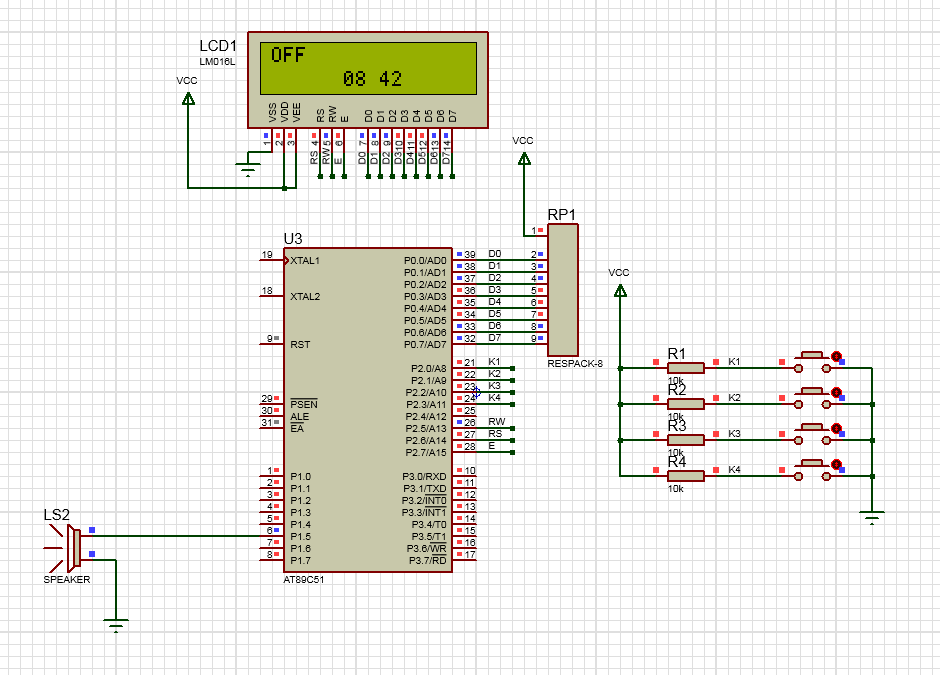 LCD1
LM016L
OFF
08 42
VSS VDD VEE RS RW E D0 D1 D2 D3 D4 D5 D6 D7
1 2 3 4 5 6 7 8 9 10 11 12 13 14
RS RW E D0 D1 D2 D3 D4 D5 D6 D7
VCC
VCC
RP1
1
2
3
4
5
6
7
8
9
RESPACK-8
U3
19 XTAL1 P0.0/AD0 39 D0
P0.1/AD1 38 D1
P0.2/AD2 37 D2
18 XTAL2 P0.3/AD3 36 D3
P0.4/AD4 35 D4
P0.5/AD5 34 D5
P0.6/AD6 33 D6
9 RST P0.7/AD7 32 D7
P2.0/A8 21 K1
P2.1/A9 22 K2
P2.2/A10 23 K3
29 PSEN P2.3/A11 24 K4
30 ALE P2.4/A12 25
31 EA P2.5/A13 26 RW
P2.6/A14 27 RS
P2.7/A15 28 E
1 P1.0 P3.0/RXD 10
2 P1.1 P3.1/TXD 11
3 P1.2 P3.2/INT0 12
4 P1.3 P3.3/INT1 13
5 P1.4 P3.4/T0 14
6 P1.5 P3.5/T1 15
7 P1.6 P3.6/WR 16
8 P1.7 P3.7/RD 17
AT89C51
LS2
SPEAKER
VCC
R1 K1
10k
R2 K2
10k
R3 K3
10k
R4 K4
10k